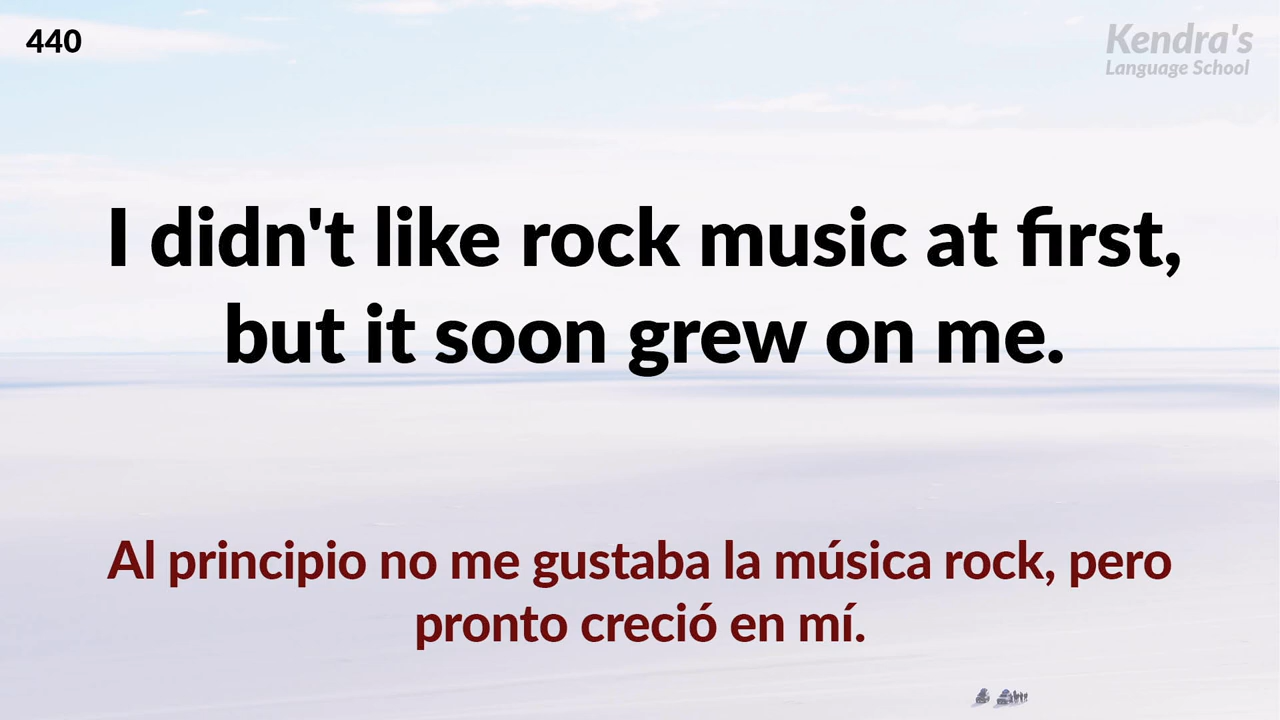 440
Kendra's
Language School
I didn't like rock music at first,
but it soon grew on me.
Al principio no me gustaba la música rock, pero
pronto creció en mí.